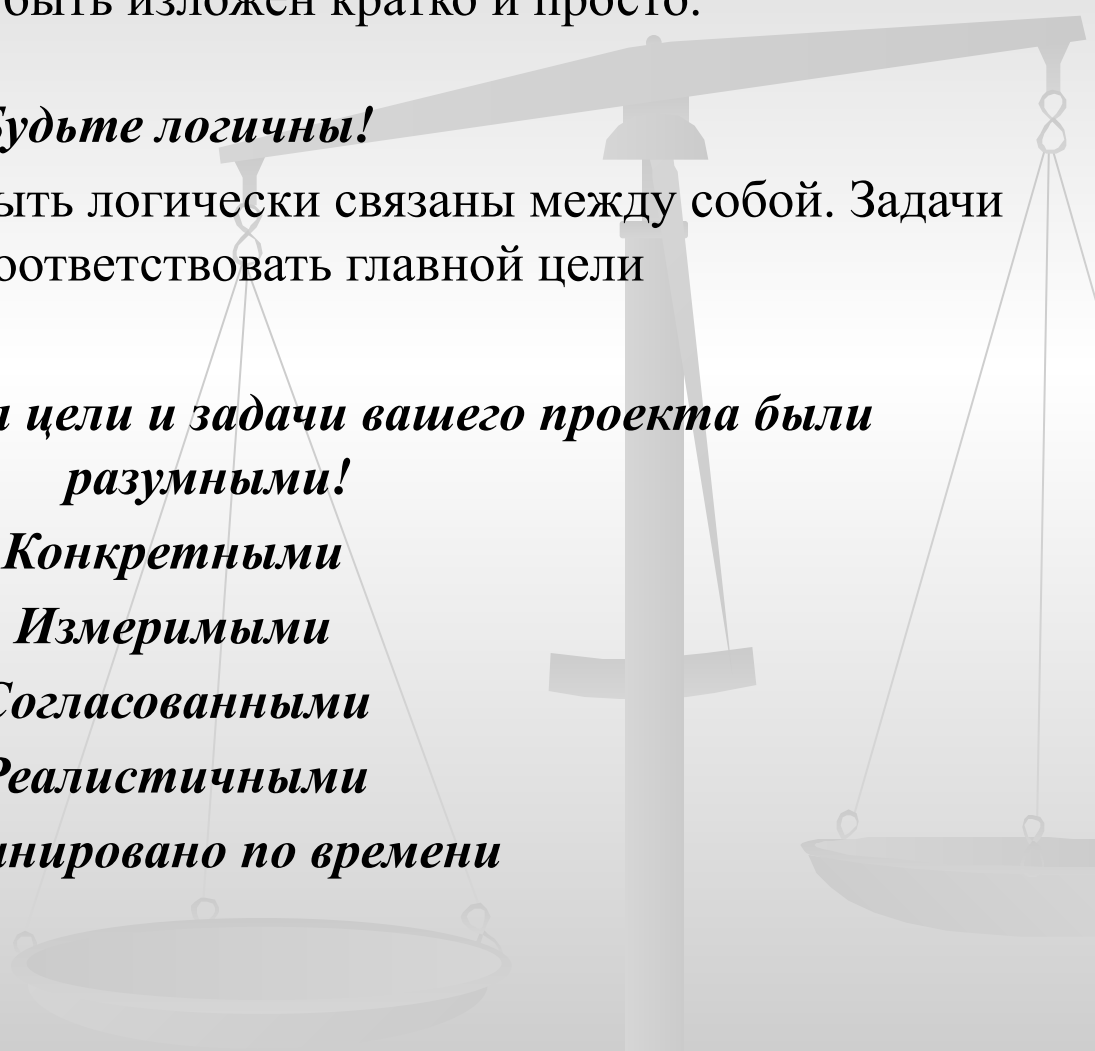 быть изложен кратко и просто.
Будьте логичны!
быть логически связаны между собой. Задачи
соответствовать главной цели
цели и задачи вашего проекта были
разумными!
Конкретными
Измеримыми
Согласованными
Реалистичными
по времени